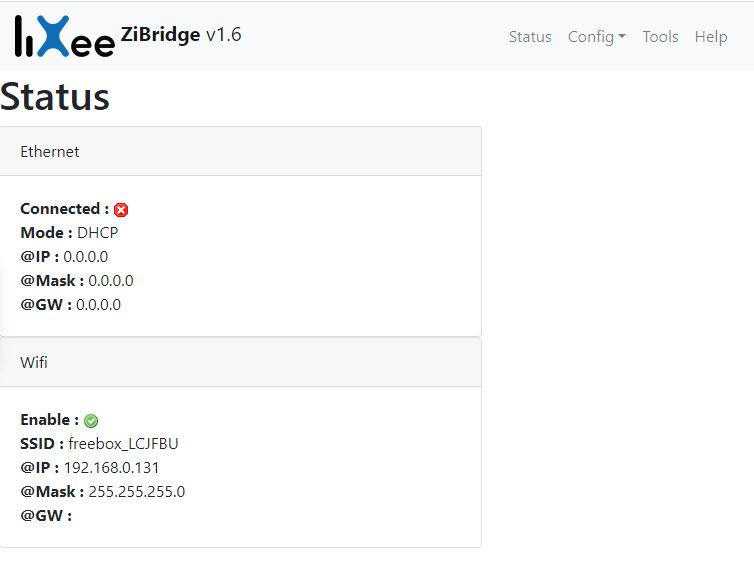 liXee ZiBridge v1.6 Status Config Tools Help
Status
Ethernet
Connected :
Mode : DHCP
@IP : 0.0.0.0
@Mask : 0.0.0.0
@GW : 0.0.0.0
Wifi
Enable :
SSID : freebox_LCJFBU
@IP : 192.168.0.131
@Mask : 255.255.255.0
@GW :